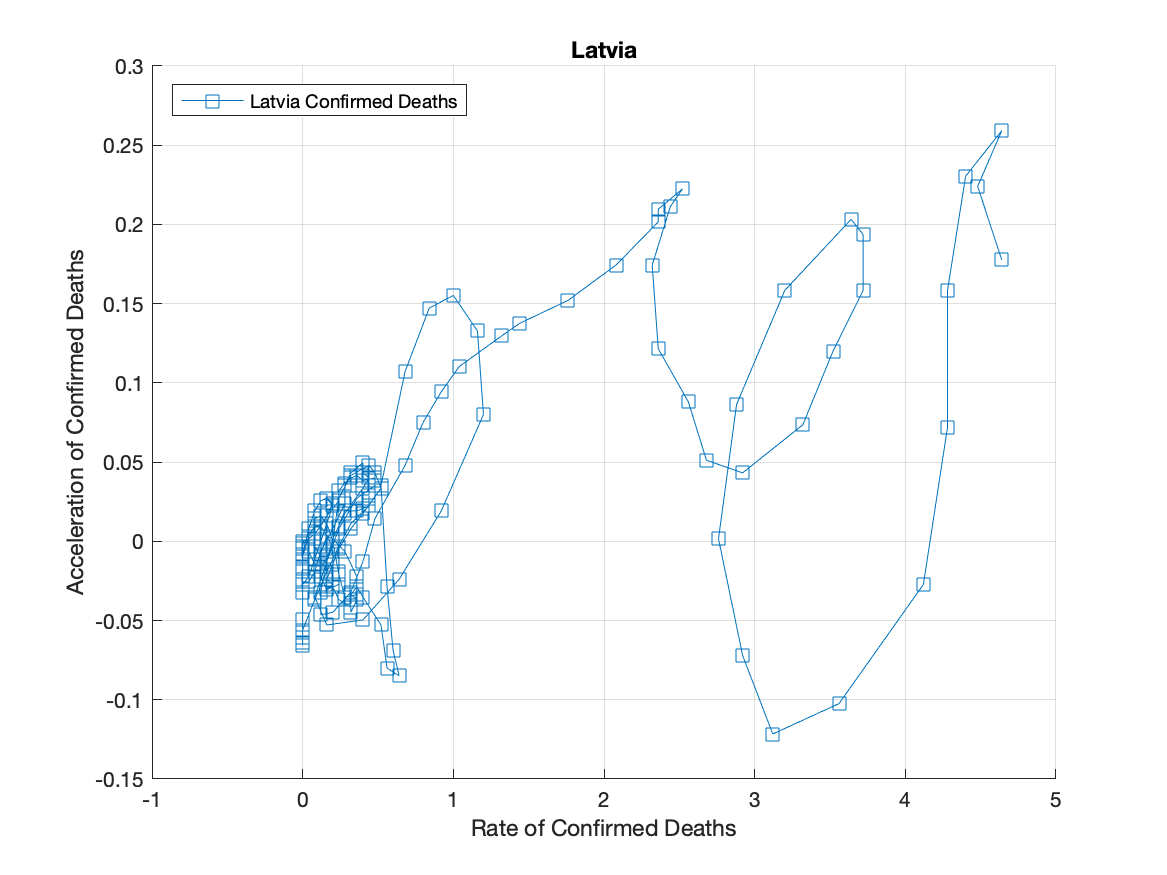 Latvia
0.3
Latvia Confirmed Deaths
0.25
0.2
0.15
0.1
0.05
0
-0.05
-0.1
-0.15
Acceleration of Confirmed Deaths
-1 0 1 2 3 4 5
Rate of Confirmed Deaths